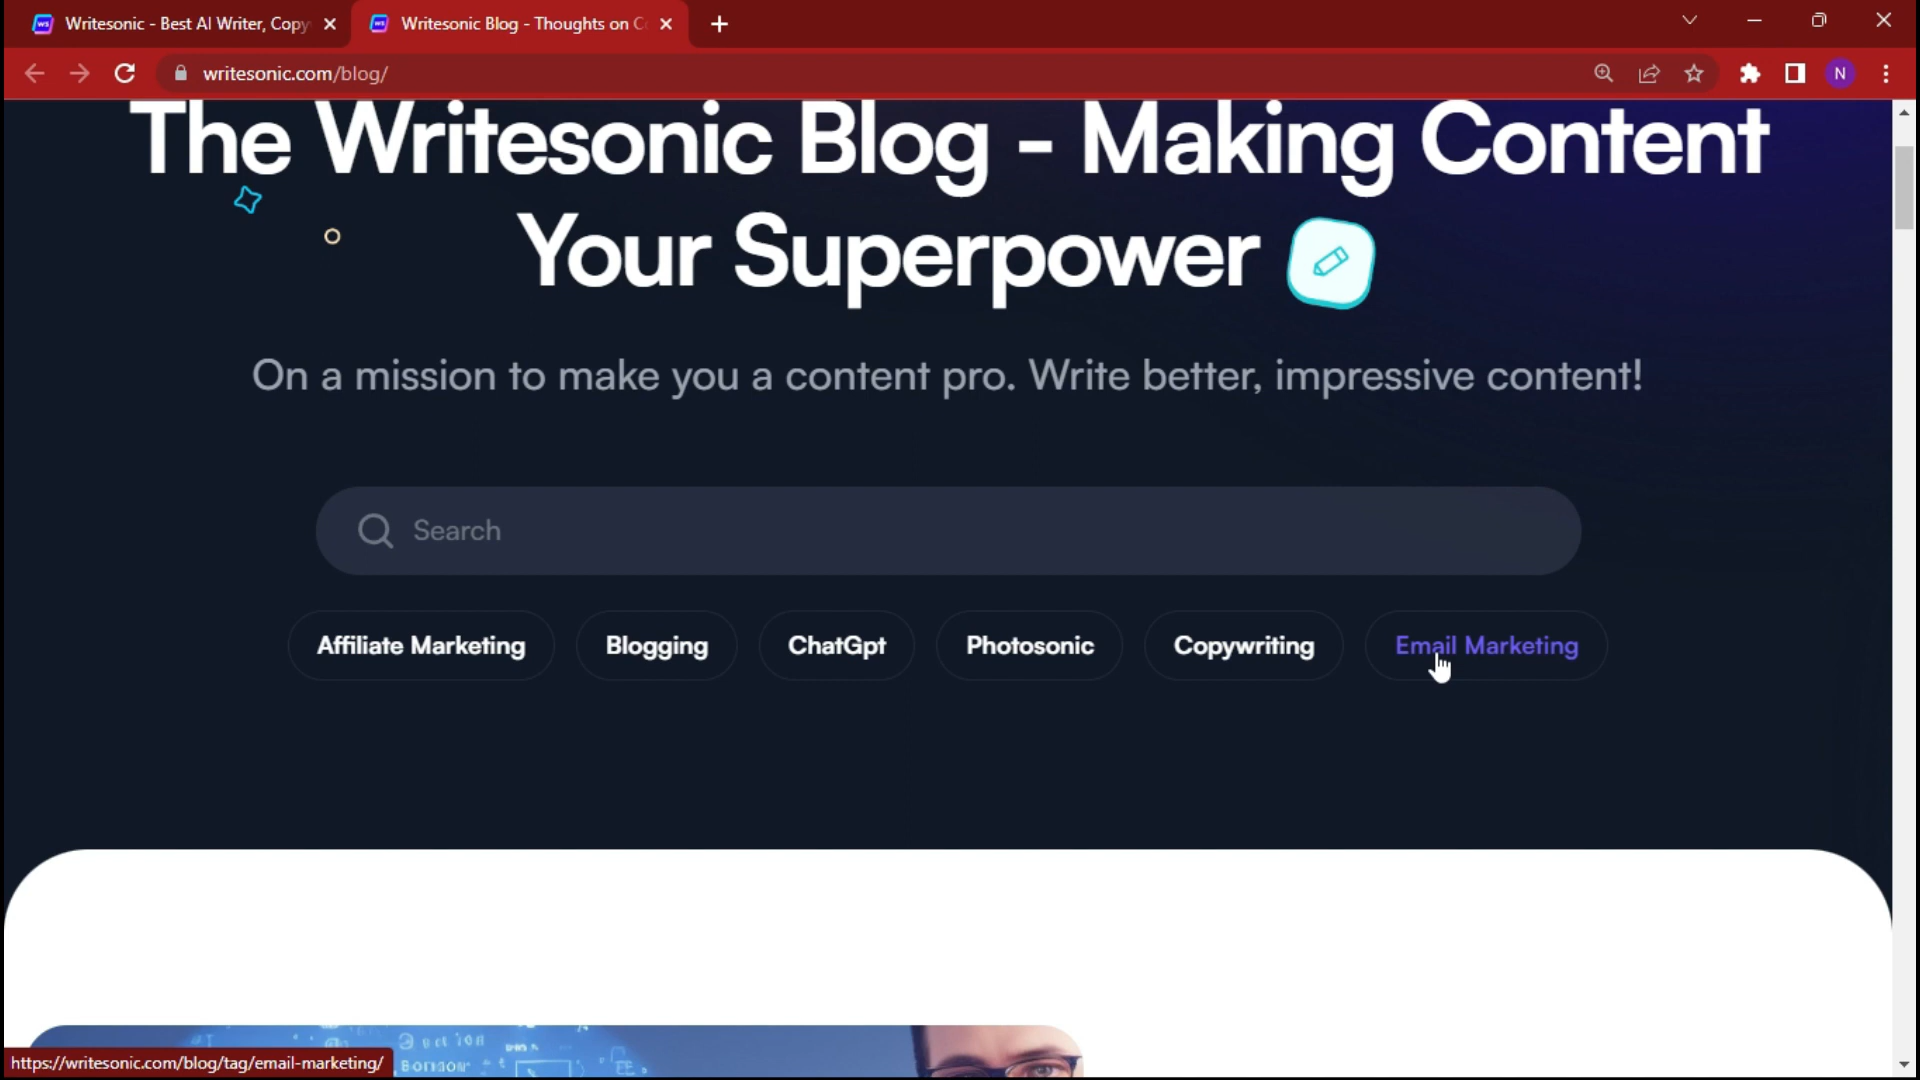 Writesonic - Best AI Writer, Copy
Writesonic Blog - Thoughts on C
writesonic.com/blog/
N
The Writesonic Blog - Making Content
Your Superpower
On a mission to make you a content pro. Write better, impressive content!
Search
Affiliate Marketing
Blogging
ChatGpt
Photosonic
Copywriting
Email Marketing
https://writesonic.com/blog/tag/email-marketing/